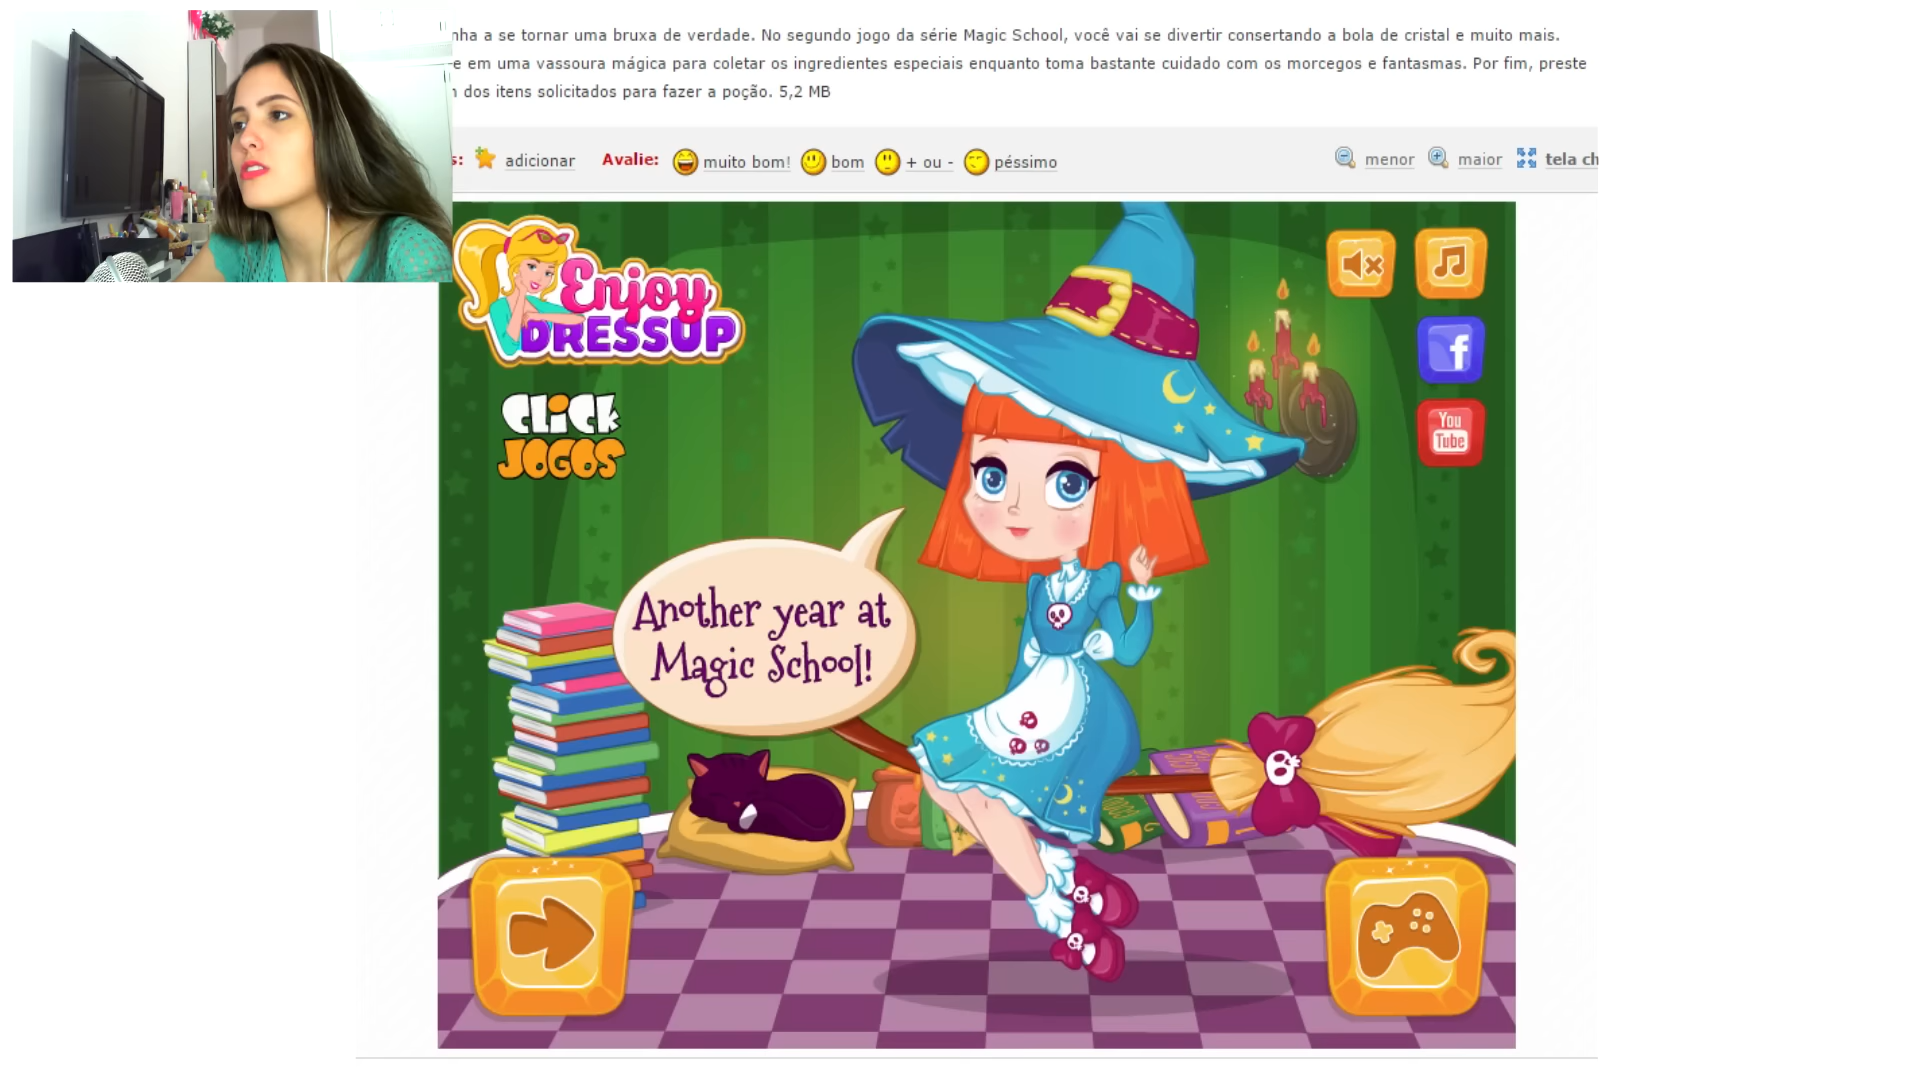 nha a se tornar uma bruxa de verdade. No segundo jogo da série Magic School, você vai se divertir consertando a bola de cristal e muito mais.
e em uma vassoura mágica para coletar os ingredientes especiais enquanto toma bastante cuidado com os morcegos e fantasmas. Por fim, preste
dos itens solicitados para fazer a poção. 5,2 MB
s: adicionar Avalie: muito bom! bom + ou - péssimo menor maior tela ch
Enjoy
DRESSUP
CLiCK
JOGOS
f
You
Tube
Another year at
Magic School!